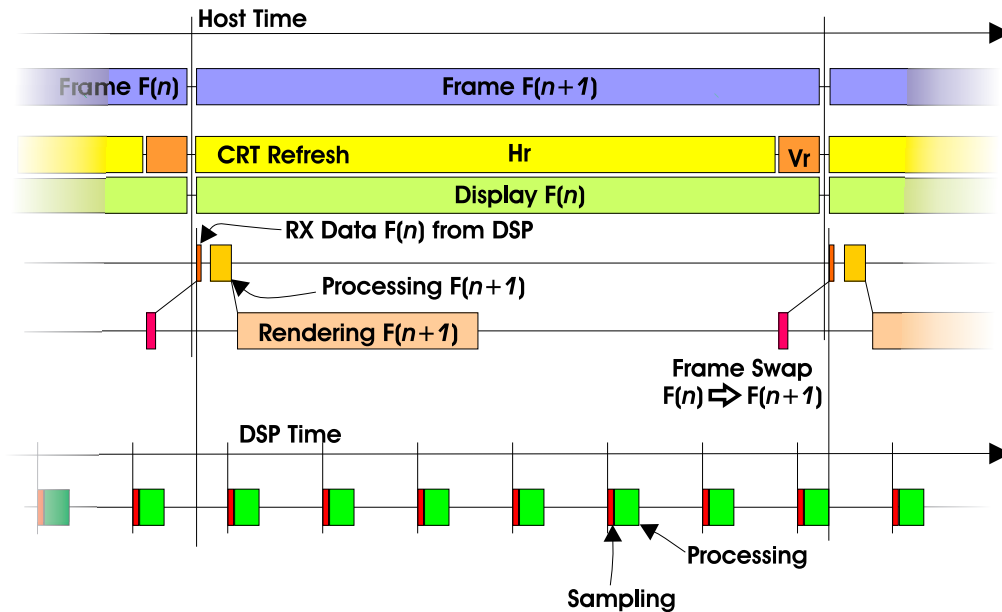 Host Time
Frame F(n)
Frame F(n+1)
CRT Refresh
Hr
Vr
Display F(n)
RX Data F(n) from DSP
Processing F(n+1)
Rendering F(n+1)
Frame Swap
F(n) ⇨ F(n+1)
DSP Time
Processing
Sampling